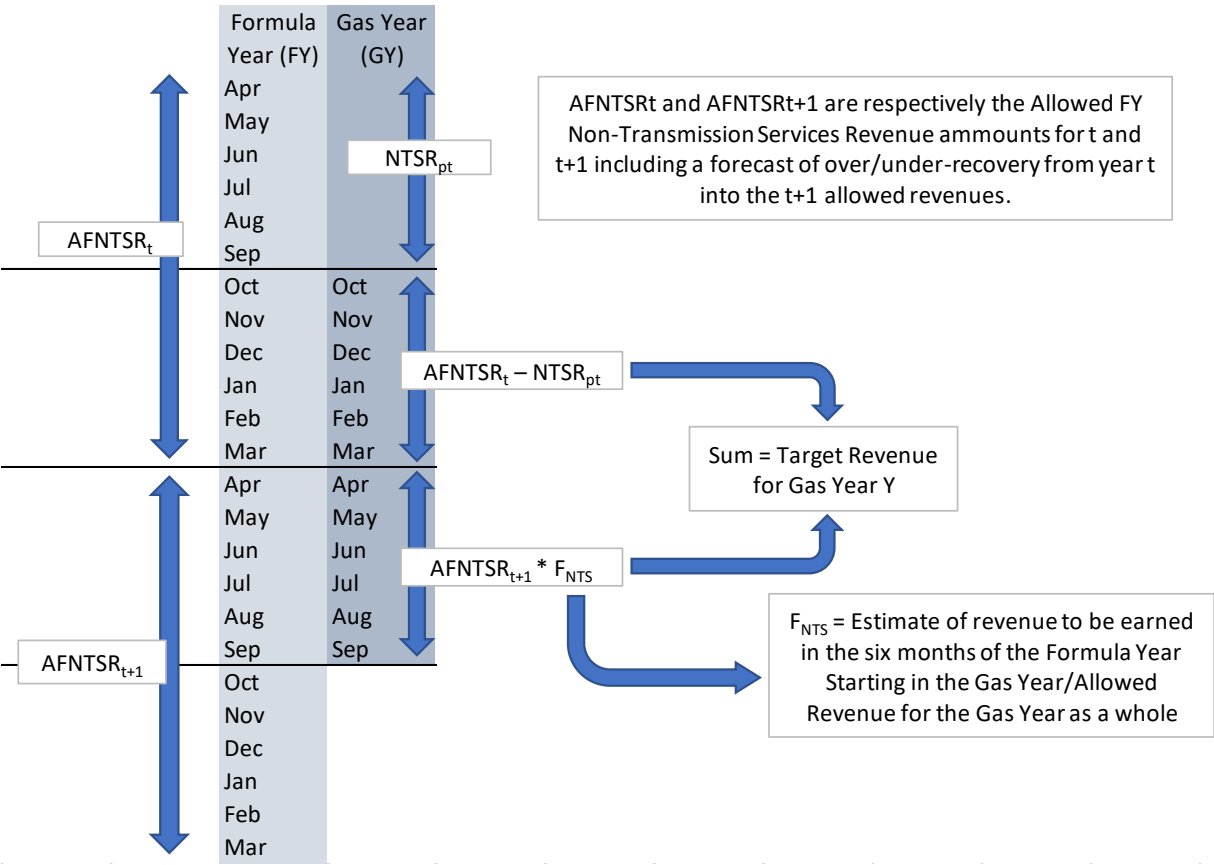 Formula Year (FY)
Gas Year (GY)
Apr
May
Jun
Jul
Aug
Sep
Oct
Nov
Dec
Jan
Feb
Mar
Apr
May
Jun
Jul
Aug
Sep
Oct
Nov
Dec
Jan
Feb
Mar
Oct
Nov
Dec
Jan
Feb
Mar
Apr
May
Jun
Jul
Aug
Sep
AFNTSRt
AFNTSRt+1
NTSRpt
AFNTSRt – NTSRpt
AFNTSRt+1 * FNTS
AFNTSRt and AFNTSRt+1 are respectively the Allowed FY
Non-Transmission Services Revenue ammounts for t and
t+1 including a forecast of over/under-recovery from year t
into the t+1 allowed revenues.
Sum = Target Revenue
for Gas Year Y
FNTS = Estimate of revenue to be earned
in the six months of the Formula Year
Starting in the Gas Year/Allowed
Revenue for the Gas Year as a whole